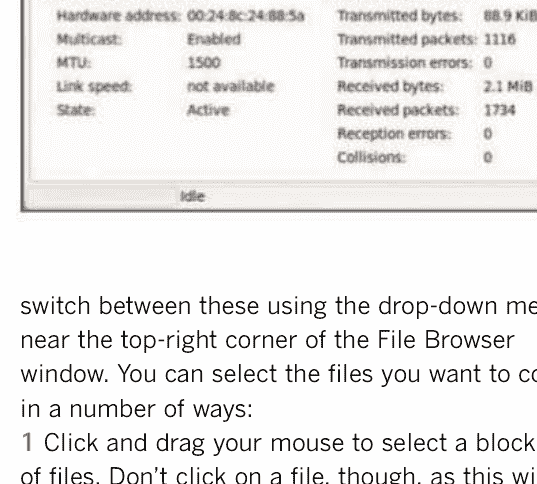 Hardware address: 00:24:8c:24:88:5a Transmitted bytes: 88.9 KiB
Multicast: Enabled Transmitted packets: 1116
MTU: 1500 Transmission errors: 0
Link speed: not available Received bytes: 2.1 MiB
State: Active Received packets: 1734
Reception errors: 0
Collisions: 0
Idle
switch between these using the drop-down me
near the top-right corner of the File Browser
window. You can select the files you want to co
in a number of ways:
1 Click and drag your mouse to select a block
of files. Don't click on a file, though, as this wi